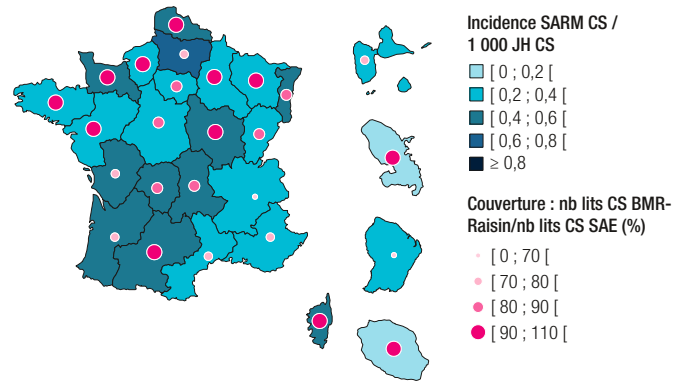 Incidence SARM CS /
1 000 JH CS
[ 0 ; 0,2 [
[ 0,2 ; 0,4 [
[ 0,4 ; 0,6 [
[ 0,6 ; 0,8 [
≥ 0,8
Couverture : nb lits CS BMR-
Raisin/nb lits CS SAE (%)
[ 0 ; 70 [
[ 70 ; 80 [
[ 80 ; 90 [
[ 90 ; 110 [